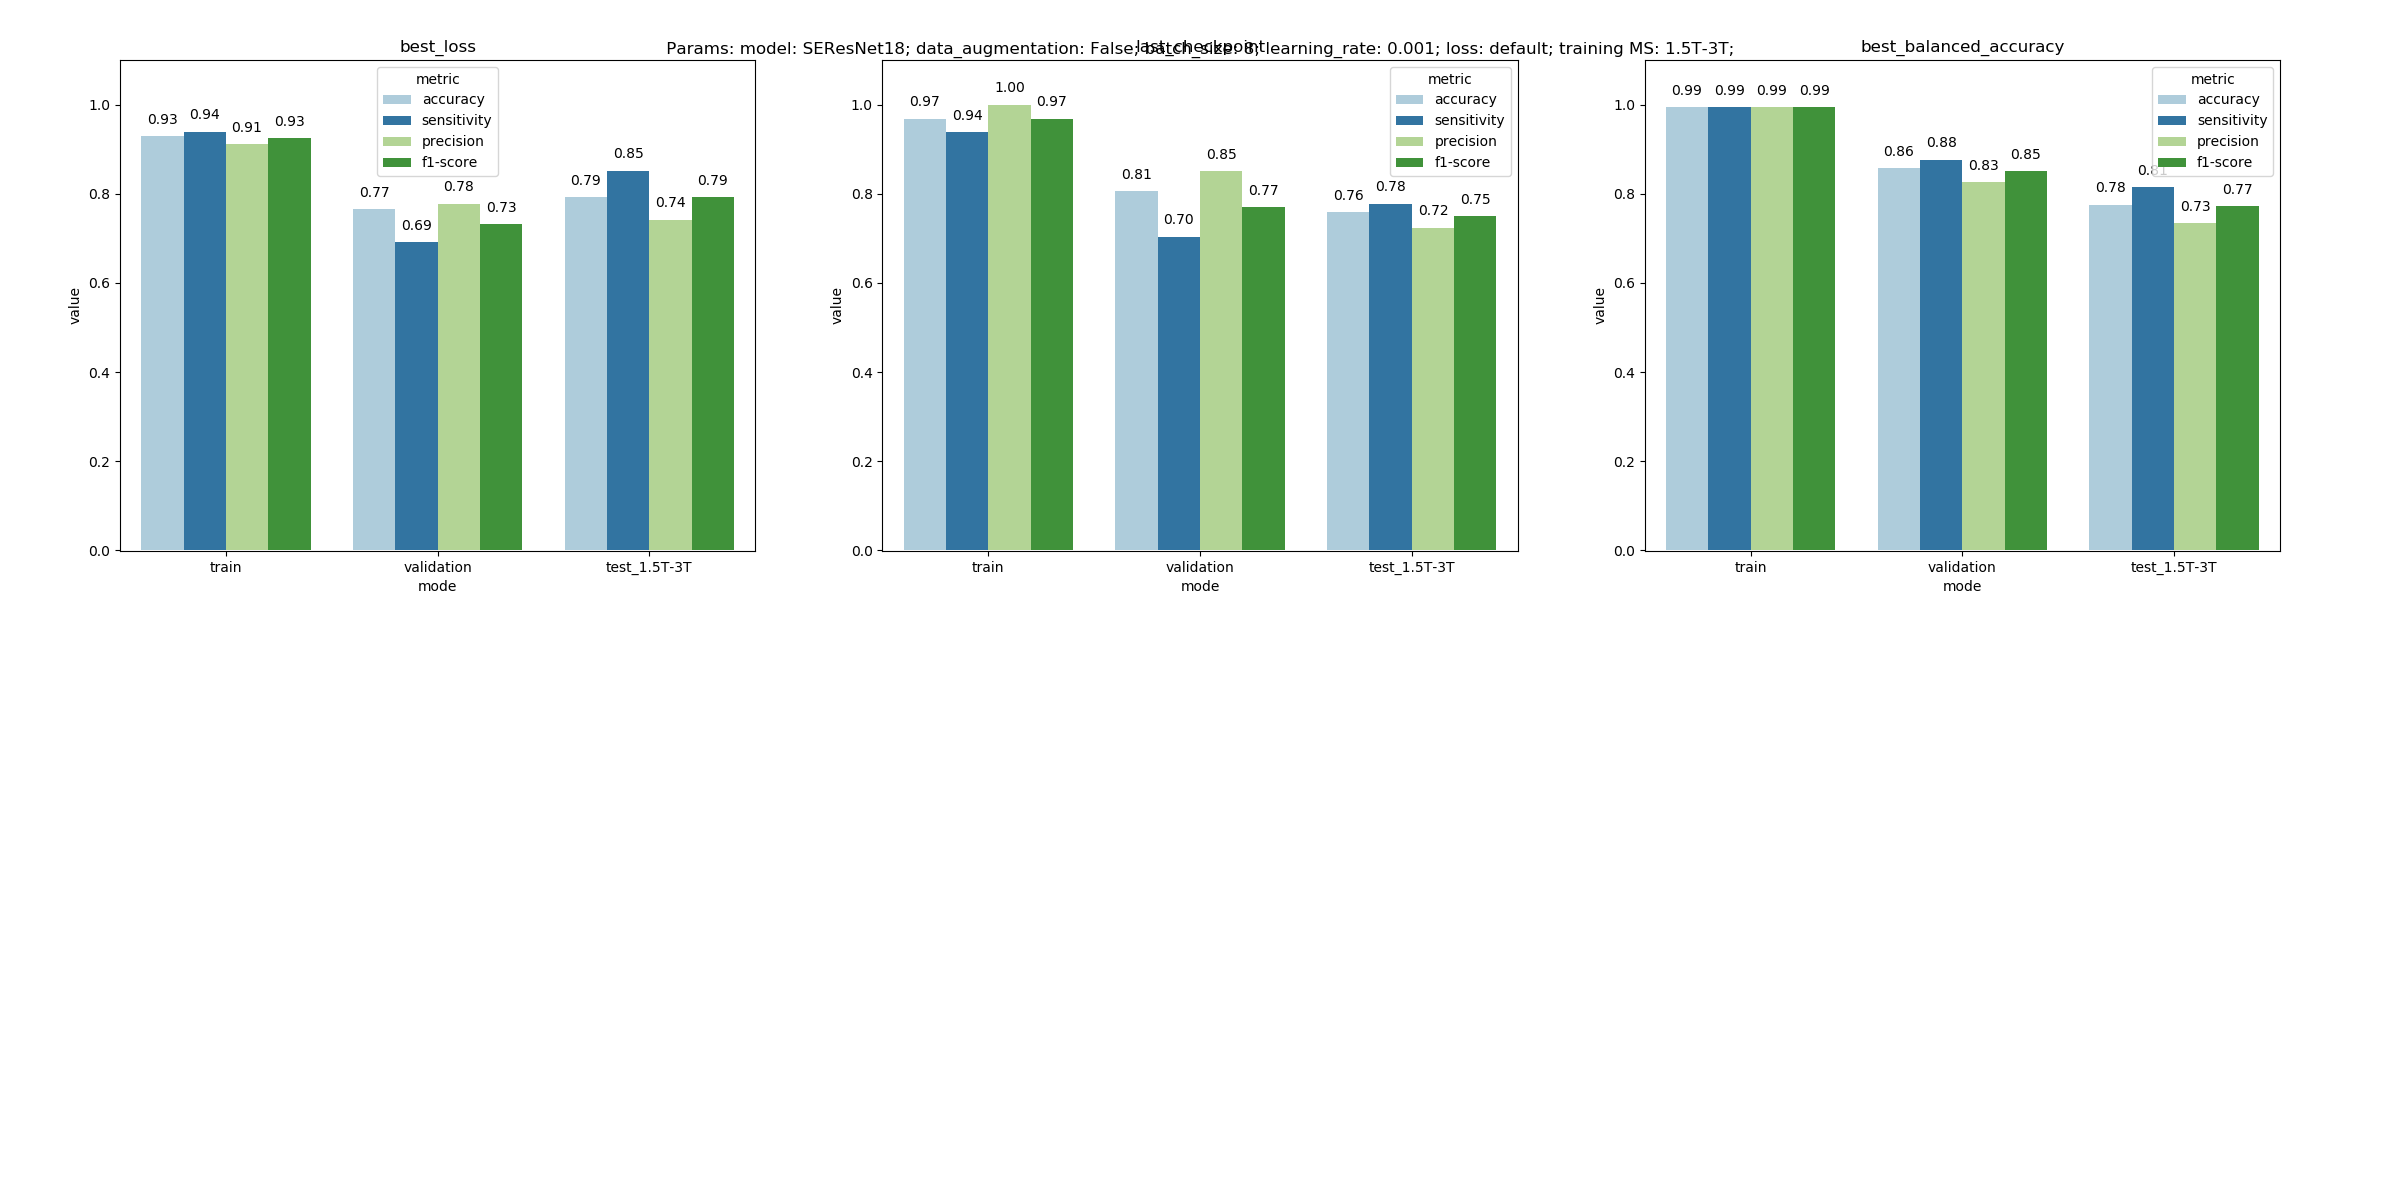 Params: model: SEResNet18; data_augmentation: False; batch_size: 8; learning_rate: 0.001; loss: default; training MS: 1.5T-3T;
best_loss
metric
accuracy
sensitivity
precision
f1-score
0.93 0.94 0.91 0.93
0.77 0.69 0.78 0.73
0.79 0.85 0.74 0.79
1.0
0.8
0.6
0.4
0.2
0.0
value
train validation test_1.5T-3T
mode
last_checkpoint
metric
accuracy
sensitivity
precision
f1-score
0.97 0.94 1.00 0.97
0.81 0.70 0.85 0.77
0.76 0.78 0.72 0.75
1.0
0.8
0.6
0.4
0.2
0.0
value
train validation test_1.5T-3T
mode
best_balanced_accuracy
metric
accuracy
sensitivity
precision
f1-score
0.99 0.99 0.99 0.99
0.86 0.88 0.83 0.85
0.78 0.81 0.73 0.77
1.0
0.8
0.6
0.4
0.2
0.0
value
train validation test_1.5T-3T
mode